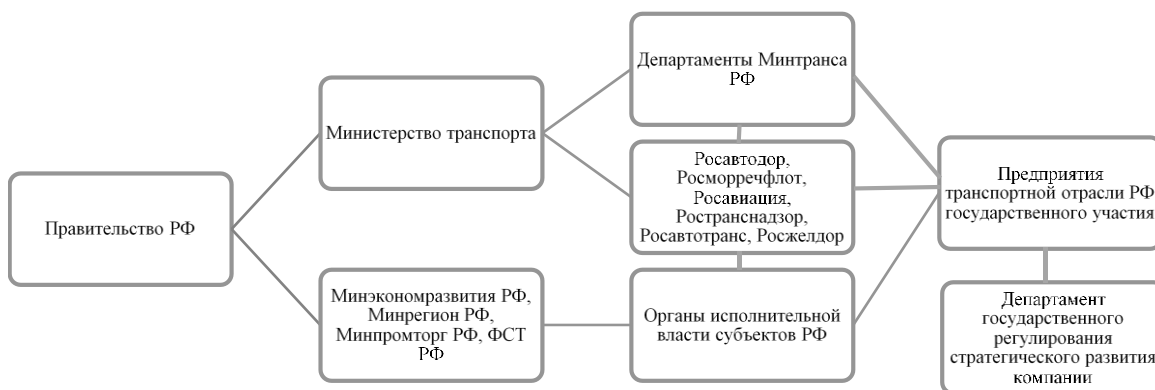 Правительство РФ
Министерство транспорта
Минэкономразвития РФ,
Минрегион РФ,
Минпромторг РФ, ФСТ
РФ
Департаменты Минтранса
РФ
Росавтодор,
Росморречфлот,
Росавиация,
Ространснадзор,
Росавтотранс, Росжелдор
Органы исполнительной
власти субъектов РФ
Предприятия
транспортной отрасли РФ
государственного участия
Департамент
государственного
регулирования
стратегического развития
компании